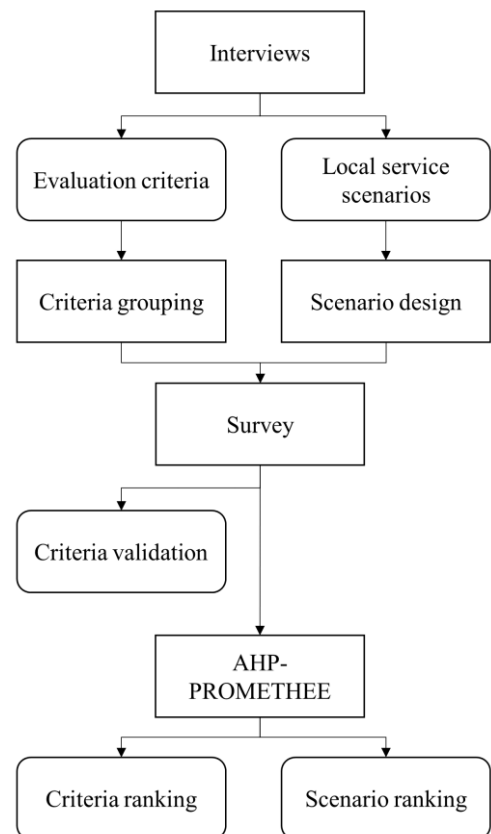 Interviews
Evaluation criteria
Local service
scenarios
Criteria grouping
Scenario design
Survey
Criteria validation
AHP-
PROMETHEE
Criteria ranking
Scenario ranking